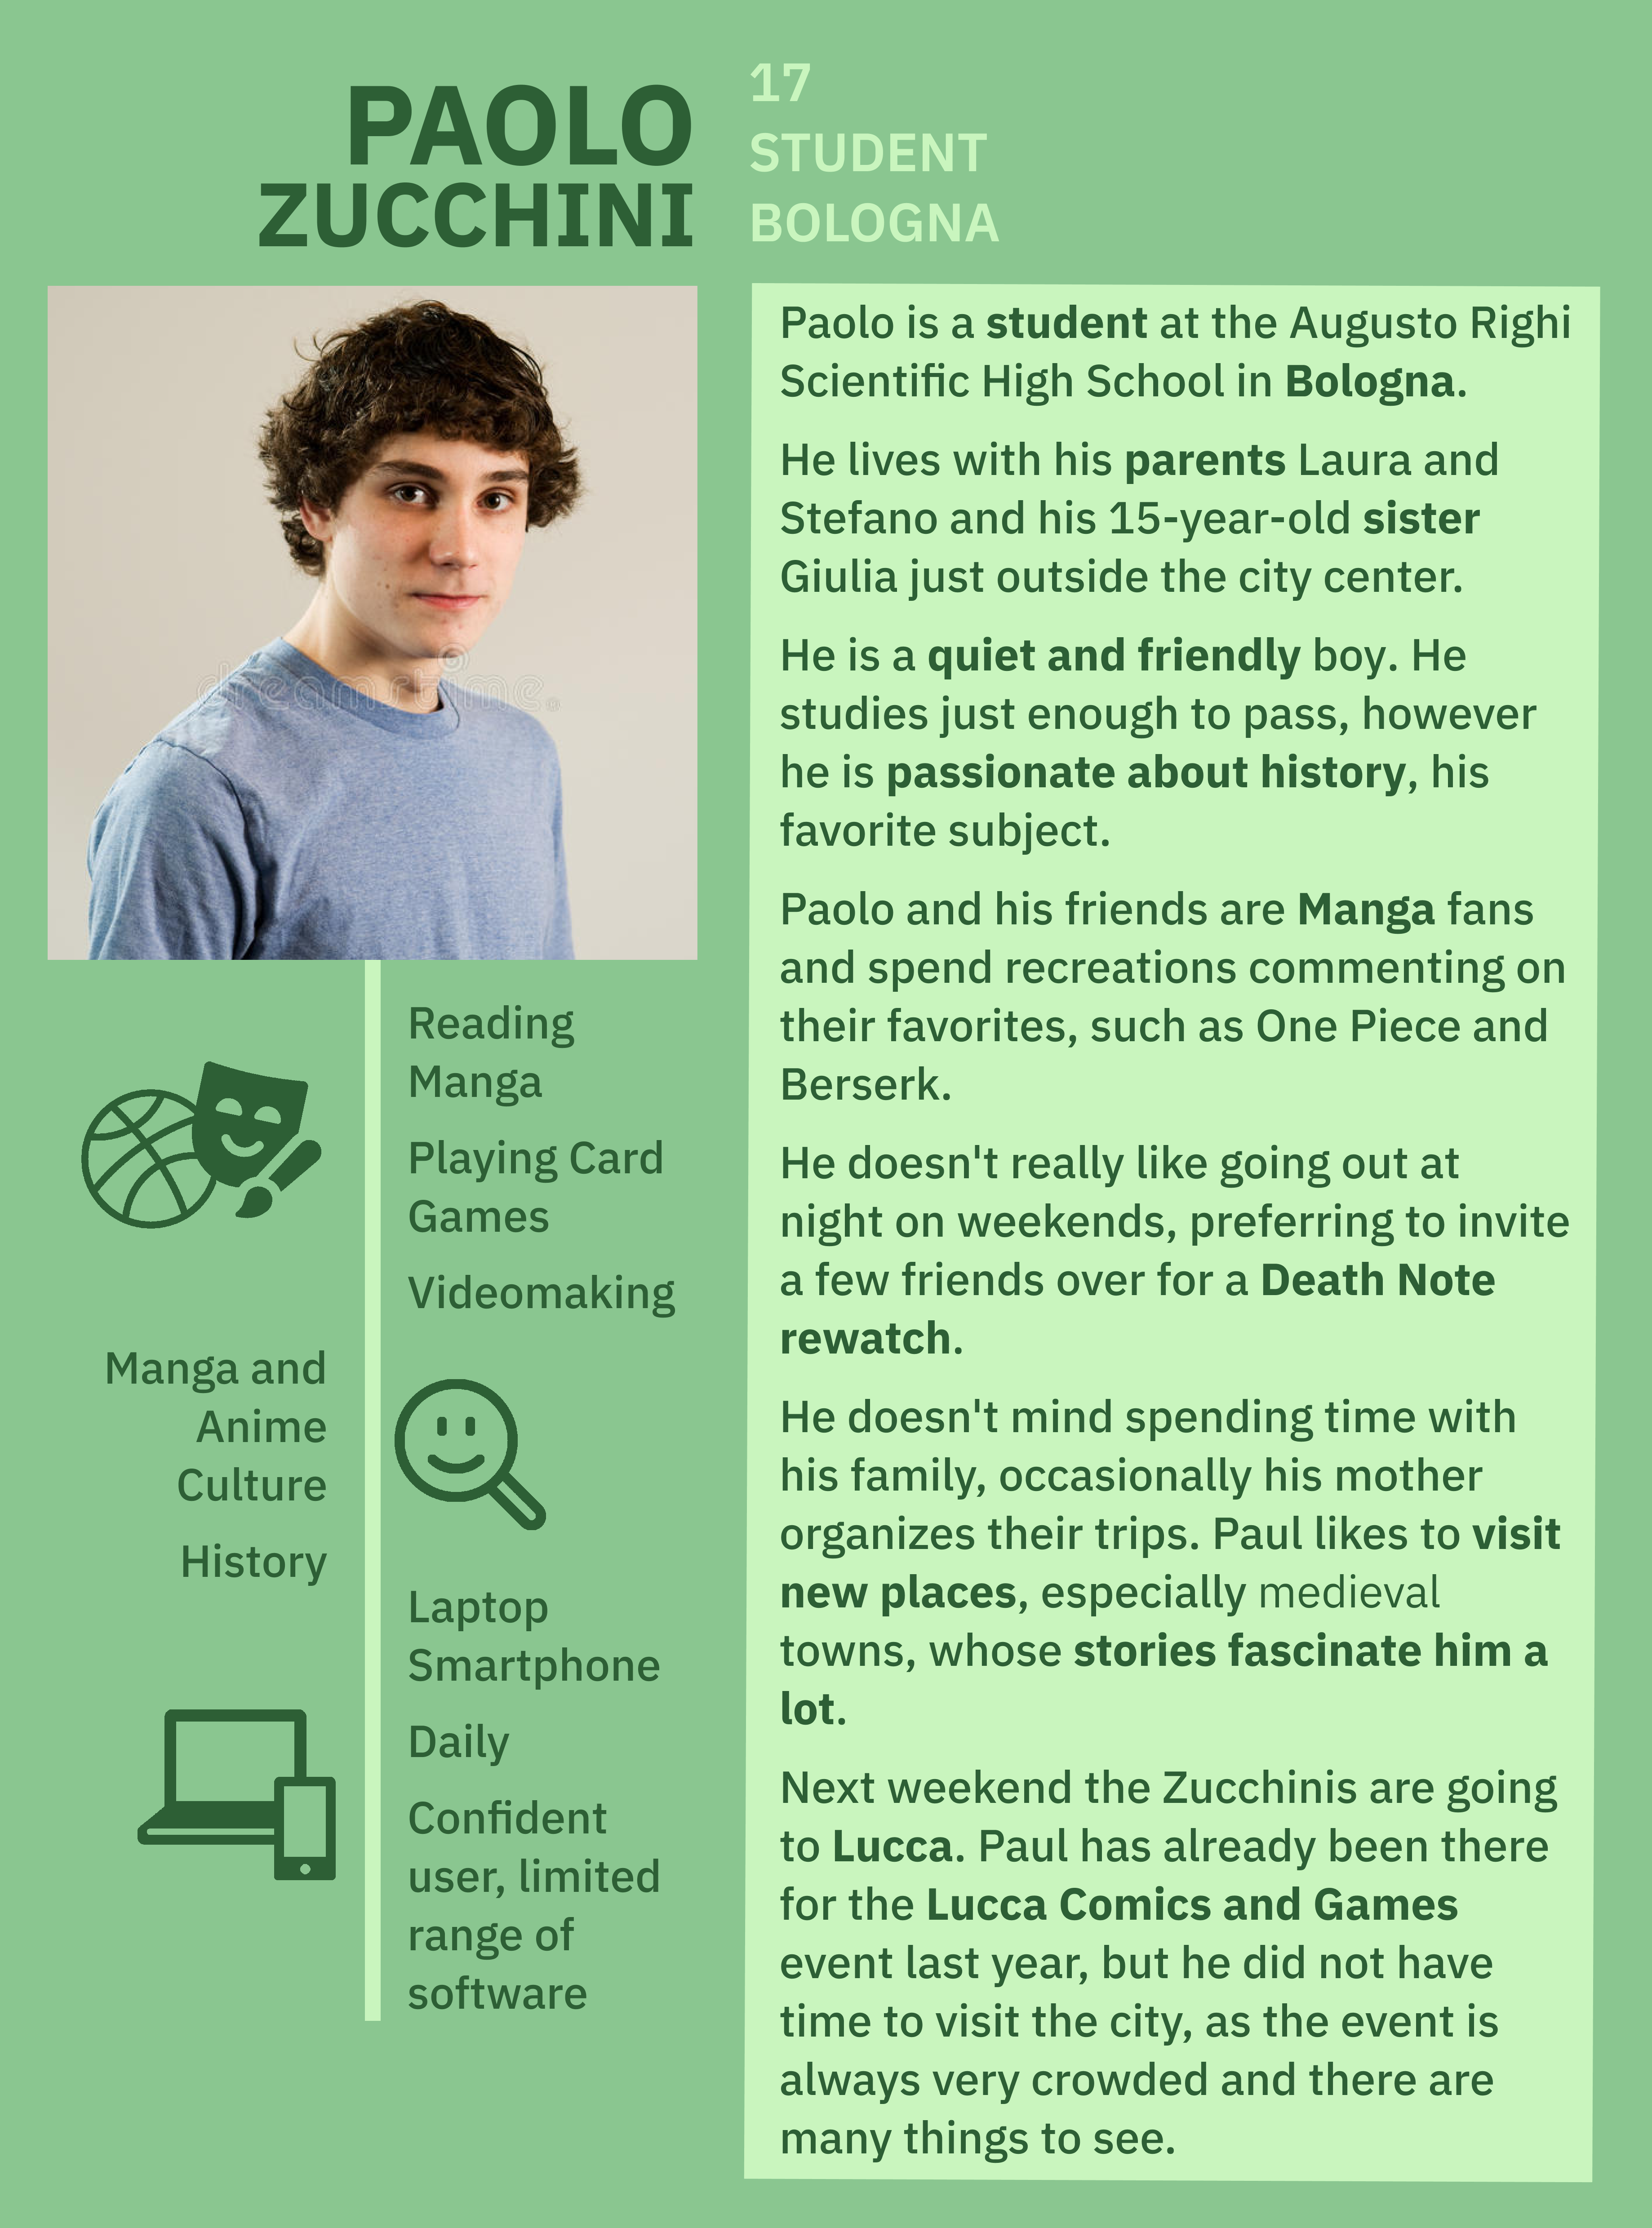 PAOLO
ZUCCHINI
17
STUDENT
BOLOGNA
dreamstime
Reading
Manga
Playing Card
Games
Videomaking
Manga and
Anime
Culture
History
Laptop
Smartphone
Daily
Confident
user, limited
range of
software
Paolo is a student at the Augusto Righi
Scientific High School in Bologna.
He lives with his parents Laura and
Stefano and his 15-year-old sister
Giulia just outside the city center.
He is a quiet and friendly boy. He
studies just enough to pass, however
he is passionate about history, his
favorite subject.
Paolo and his friends are Manga fans
and spend recreations commenting on
their favorites, such as One Piece and
Berserk.
He doesn't really like going out at
night on weekends, preferring to invite
a few friends over for a Death Note
rewatch.
He doesn't mind spending time with
his family, occasionally his mother
organizes their trips. Paul likes to visit
new places, especially medieval
towns, whose stories fascinate him a
lot.
Next weekend the Zucchinis are going
to Lucca. Paul has already been there
for the Lucca Comics and Games
event last year, but he did not have
time to visit the city, as the event is
always very crowded and there are
many things to see.